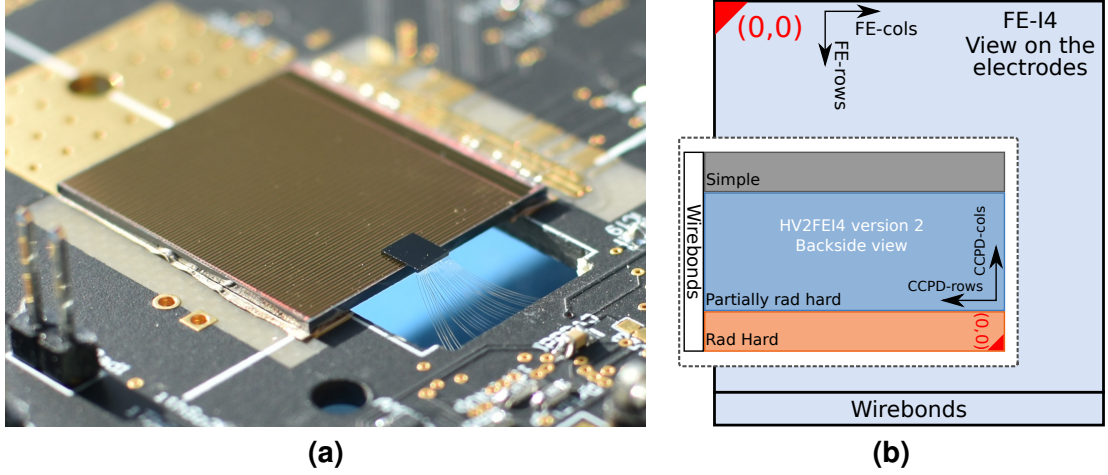 (0,0)
FE-cols
FE-rows
FE-I4
View on the
electrodes
Simple
Wirebonds
HV2FEI4 version 2
Backside view
CCPD-cols
CCPD-rows
Partially rad hard
Rad Hard
(0,0)
Wirebonds
(a)
(b)